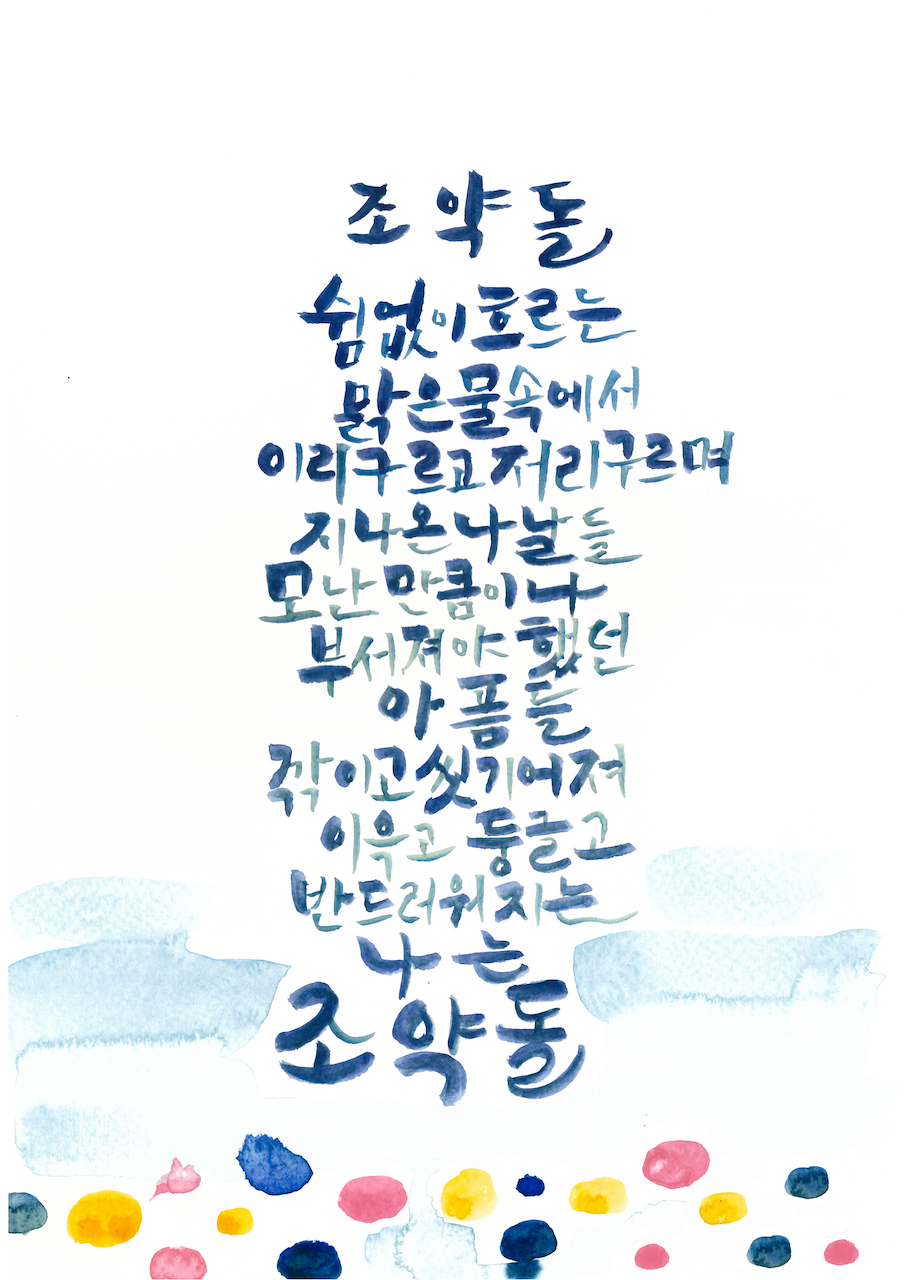 조약돌
쉼없이흐르는
맑은물속에서
이리구르고저리구르며
지나온나날들
모난만큼이나
부서져야했던
아픔들
깎이고씻기어져
이윽고둥글고
반드러워지는
나는
조약돌